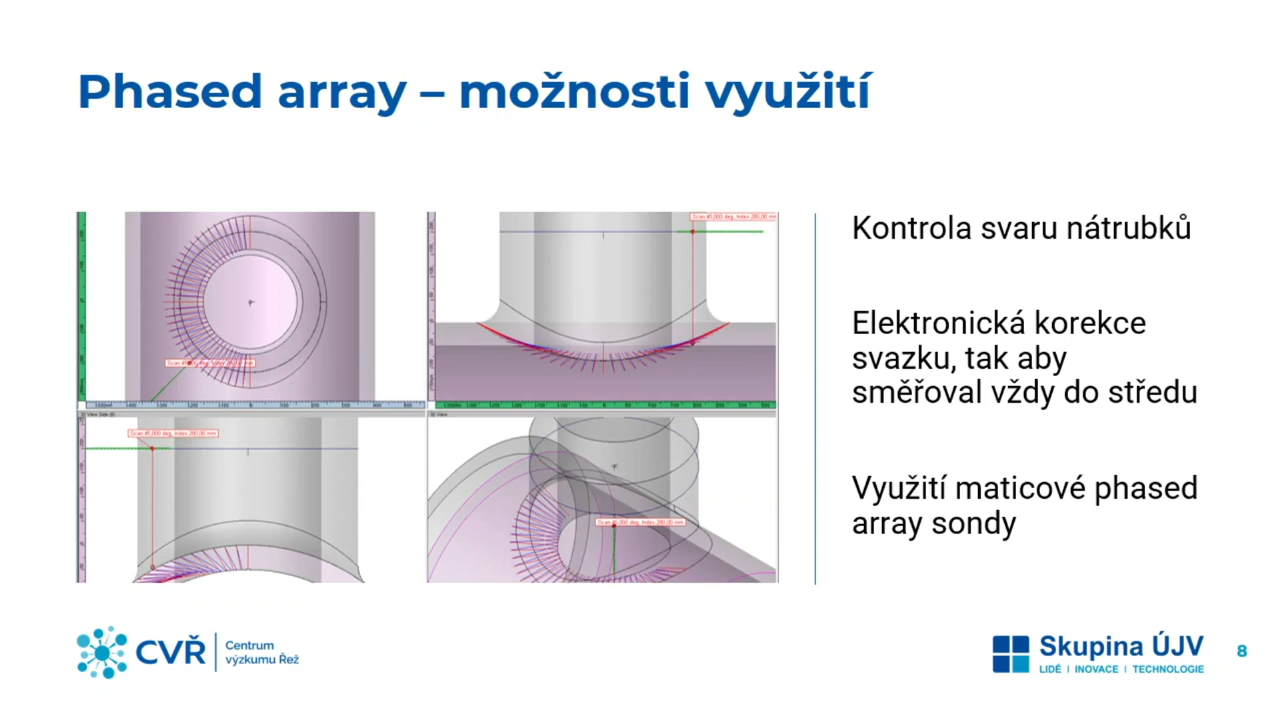 Phased array – možnosti využití
Kontrola svaru nátrubků
Elektronická korekce
svazku, tak aby
směřoval vždy do středu
Využití maticové phased
array sondy
CVŘ
Centrum
výzkumu Řež
Skupina ÚJV
LIDÉ | INOVACE | TECHNOLOGIE
8